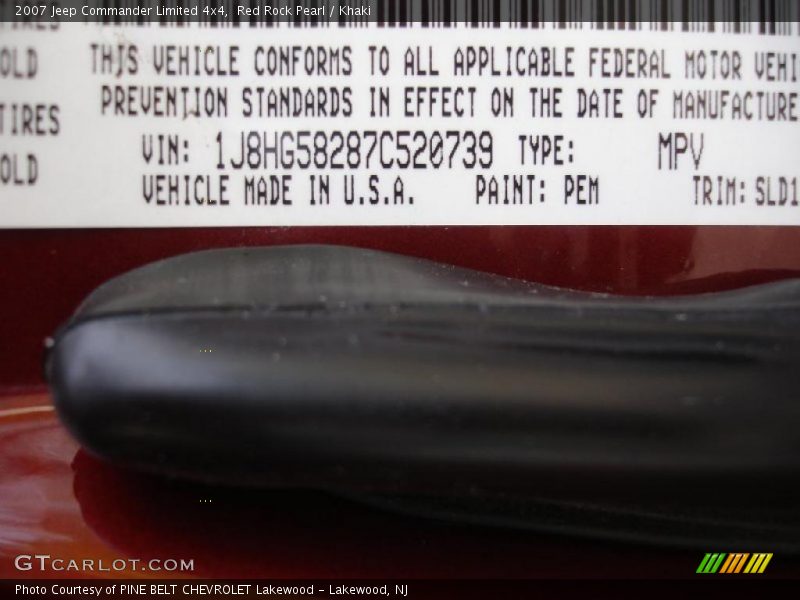 2007 Jeep Commander Limited 4x4, Red Rock Pearl / Khaki
OLD THIS VEHICLE CONFORMS TO ALL APPLICABLE FEDERAL MOTOR VEHI
TIRES PREVENTION STANDARDS IN EFFECT ON THE DATE OF MANUFACTURE
VIN: 1J8HG58287C520739 TYPE: MPV
OLD VEHICLE MADE IN U.S.A. PAINT: PEM TRIM: SLD1
GTCARLOT.COM
Photo Courtesy of PINE BELT CHEVROLET Lakewood - Lakewood, NJ